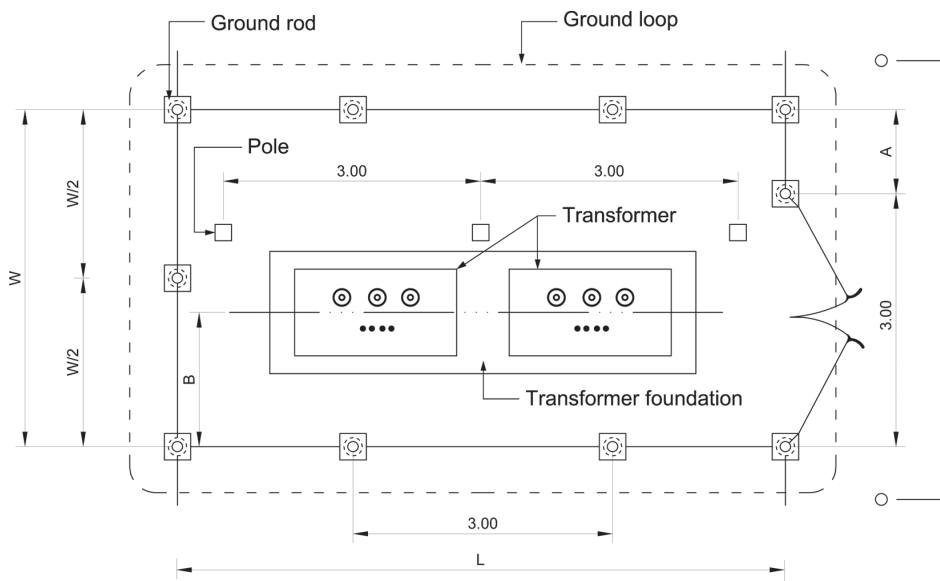 Ground rod
Ground loop
Pole
3.00
3.00
A
W/2
Transformer
W
3.00
W/2
B
Transformer foundation
3.00
L